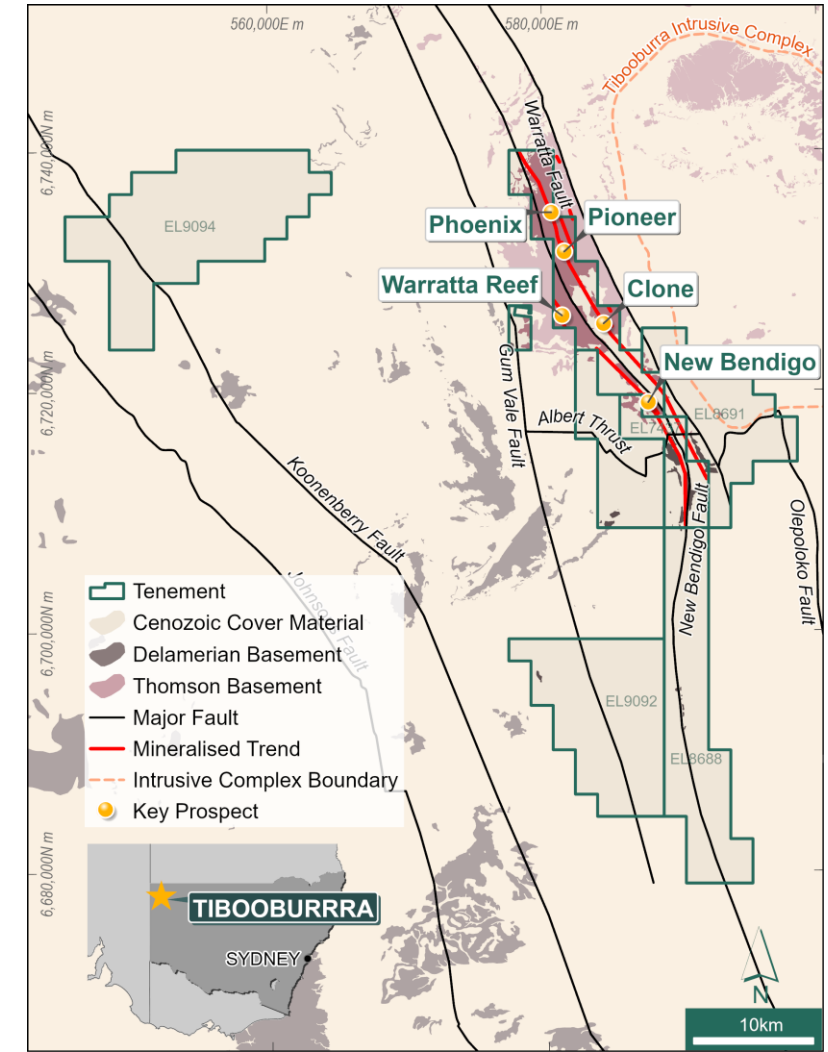 560,000E m
580,000E m
Tibooburra Intrusive Complex
6,740,000N m
Warratta Fault
EL9094
Phoenix
Pioneer
Warratta Reef
Clone
New Bendigo
6,720,000N m
Gum Vale Fault
Albert Thrust
EL8691
Koonenberry Fault
New Bendigo Fault
Olepoloko Fault
Johnsons Fault
6,700,000N m
Tenement
Cenozoic Cover Material
Delamerian Basement
Thomson Basement
Major Fault
Mineralised Trend
Intrusive Complex Boundary
Key Prospect
EL9092
EL8688
6,680,000N m
TIBOOBURRRA
SYDNEY
N
10km